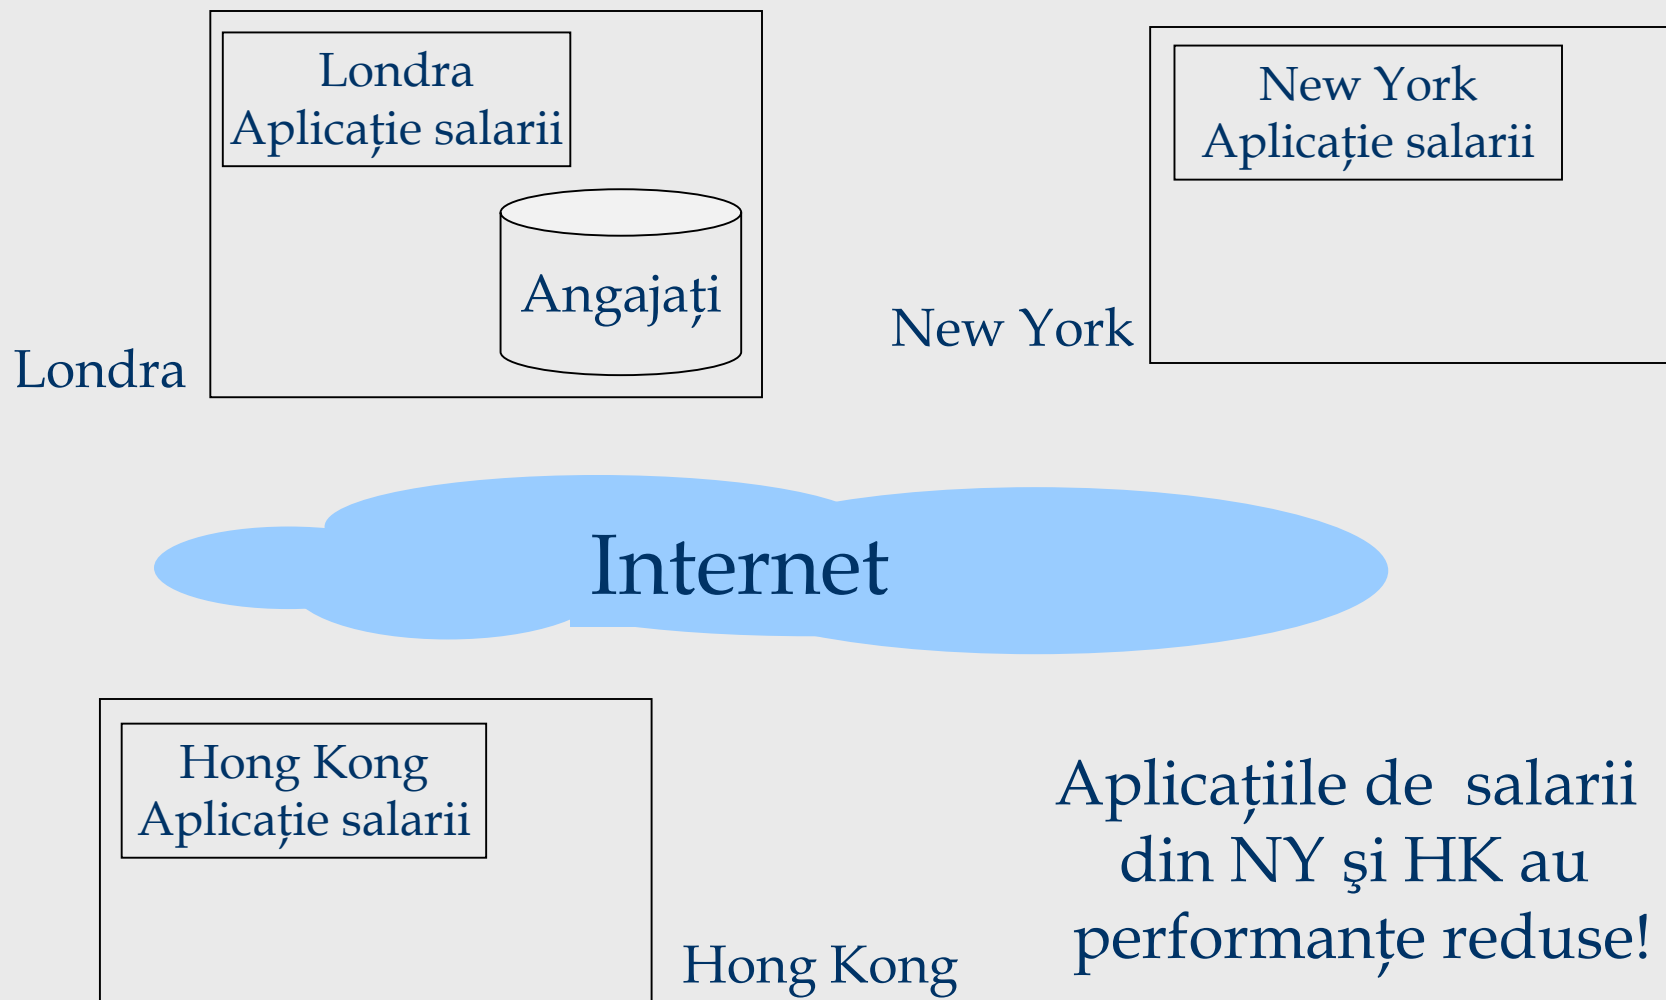 Londra
Aplicație salarii
Angajați
Londra
New York
Aplicație salarii
New York
Internet
Hong Kong
Aplicație salarii
Hong Kong
Aplicațiile de salarii
din NY şi HK au
performanțe reduse!